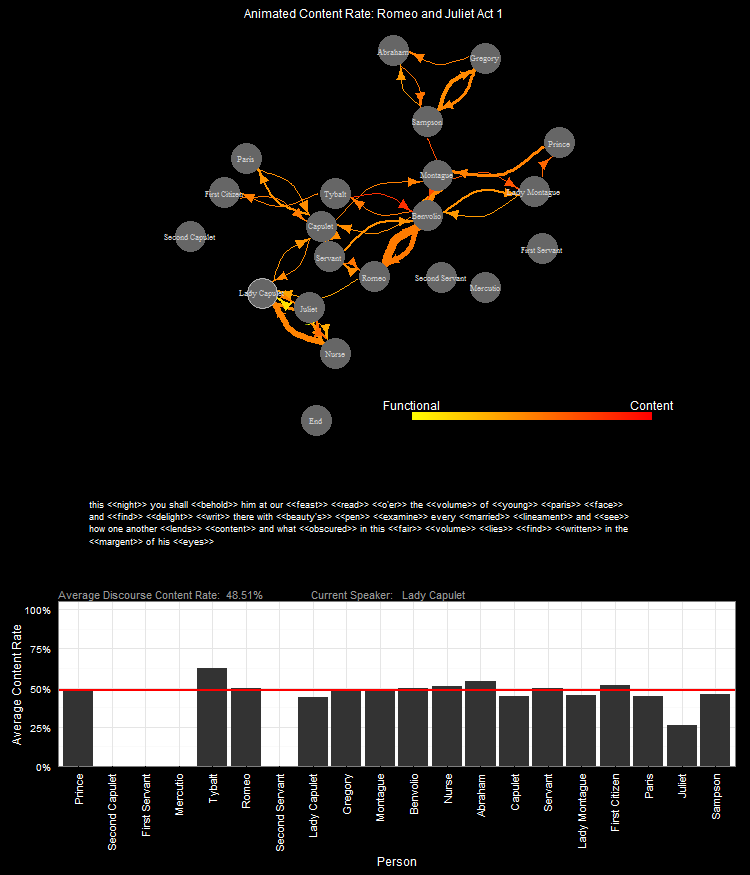 Animated Content Rate: Romeo and Juliet Act 1
Abraham
Gregory
Sampson
Prince
Paris
Montague
First Citizen
Tybalt
Lady Montague
Benvolio
Capulet
Second Capulet
First Servant
Servant
Romeo
Second Servant
Mercutio
Lady Capulet
Juliet
Nurse
Functional
Content
End
this <<night>> you shall <<behold>> him at our <<feast>> <<read>> <<o'er>> the <<volume>> of <<young>> <<paris>> <<face>>
and <<find>> <<delight>> <<writ>> there with <<beauty's>> <<pen>> <<examine>> every <<married>> <<lineament>> and <<see>>
how one another <<lends>> <<content>> and what <<obsoured>> in this <<fair>> <<volume>> <<lies>> <<find>> <<written>> in the
<<margent>> of his <<eyes>>
Average Discourse Content Rate: 48.51%
Current Speaker: Lady Capulet
100%
75%
50%
25%
0%
Average Content Rate
Prince
Second Capulet
First Servant
Mercutio
Tybalt
Romeo
Second Servant
Lady Capulet
Gregory
Montague
Benvolio
Nurse
Abraham
Capulet
Servant
Lady Montague
First Citizen
Paris
Juliet
Sampson
Person